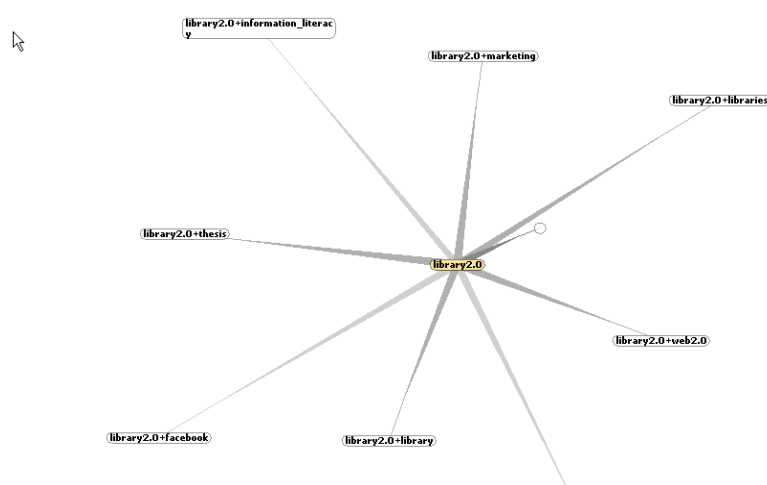 library2.0+information_literac
y
library2.0+marketing
library2.0+libraries
library2.0+thesis
library2.0
library2.0+web2.0
library2.0+facebook
library2.0+library